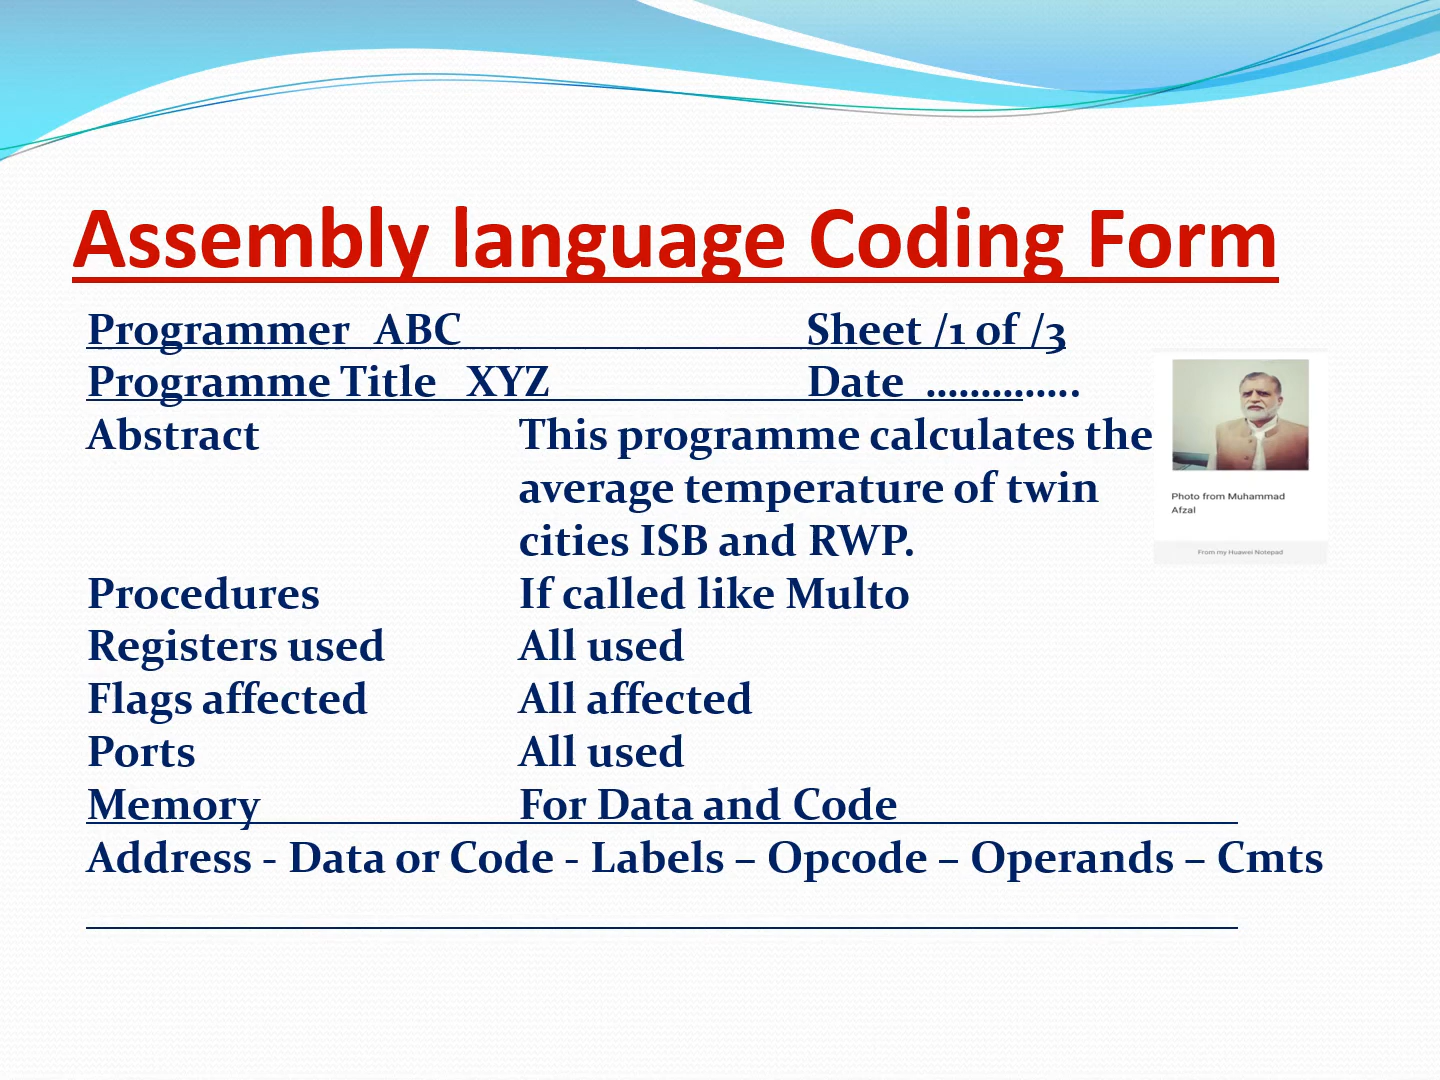 Assembly language Coding Form
Programmer ABC Sheet /1 of /3
Programme Title XYZ Date .............
Abstract This programme calculates the
average temperature of twin
cities ISB and RWP.
Procedures If called like Multo
Registers used All used
Flags affected All affected
Ports All used
Memory For Data and Code
Address - Data or Code - Labels – Opcode – Operands – Cmts
Photo from Muhammad
Afzal
From my Huawei Notepad